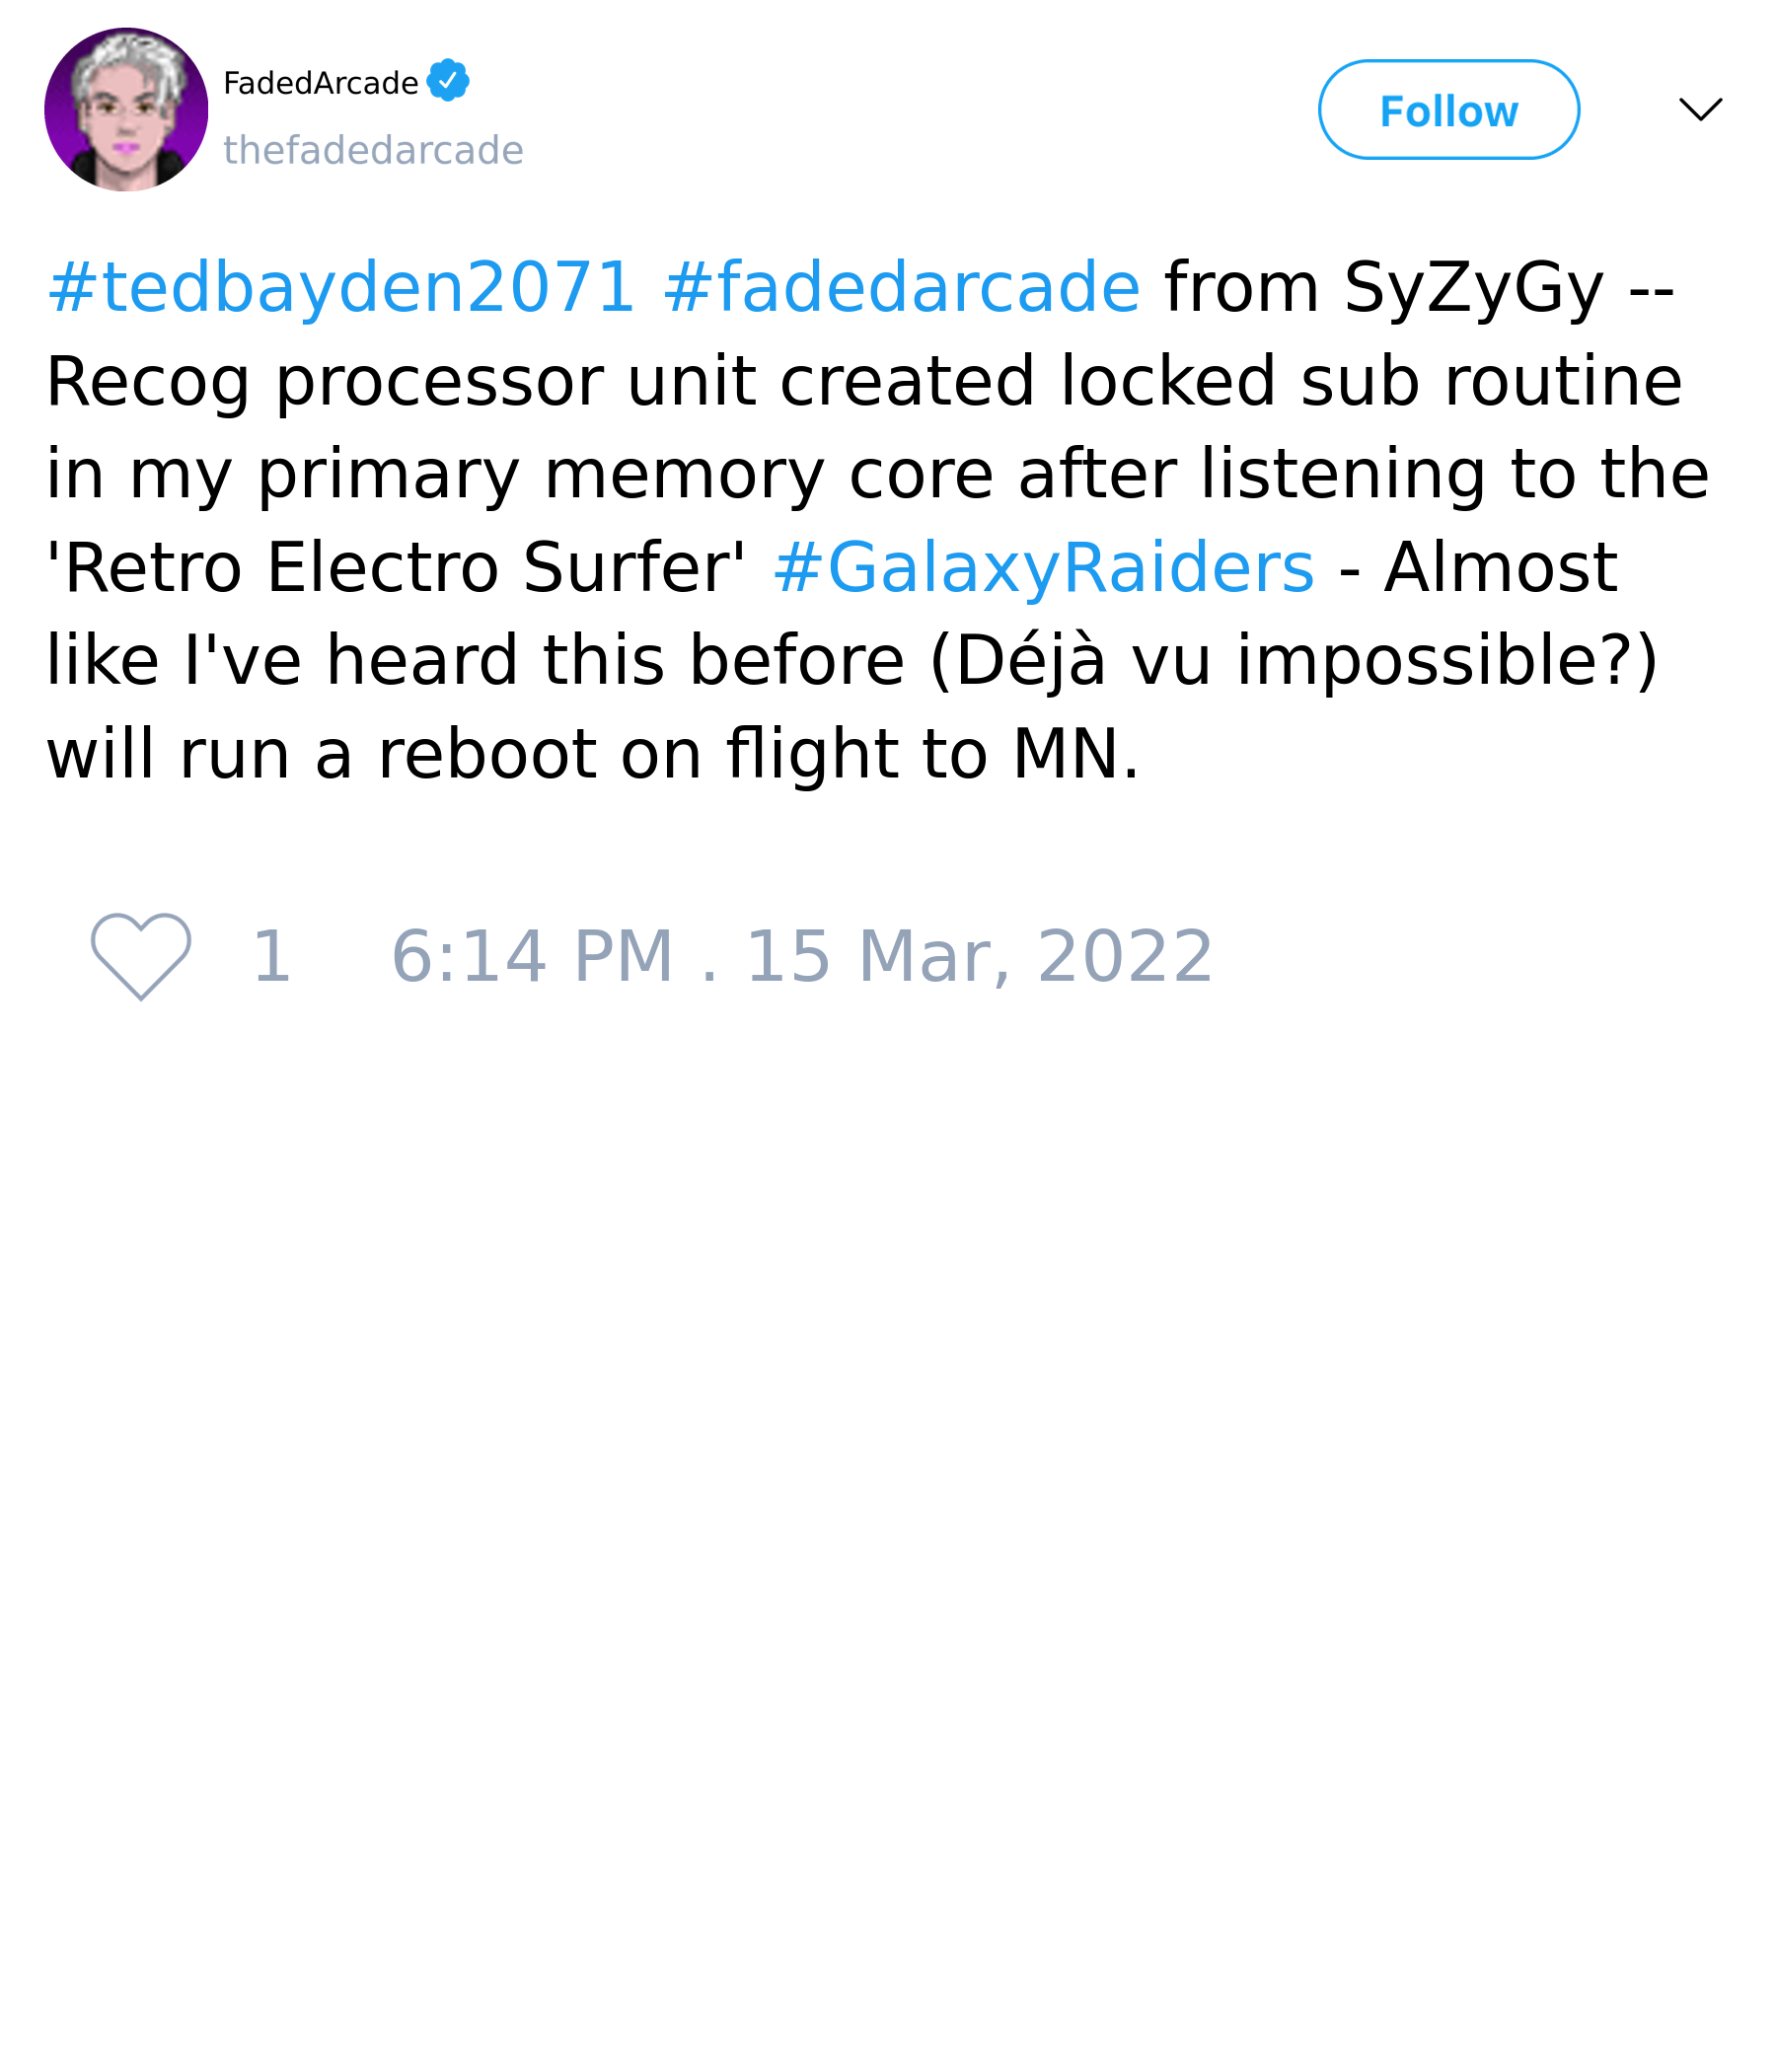 FadedArcade
thefadedarcade
Follow
#tedbayden2071 #fadedarcade from SyZyGy --
Recog processor unit created locked sub routine
in my primary memory core after listening to the
'Retro Electro Surfer' #GalaxyRaiders - Almost
like I've heard this before (Déjà vu impossible?)
will run a reboot on flight to MN.
1 6:14 PM . 15 Mar, 2022